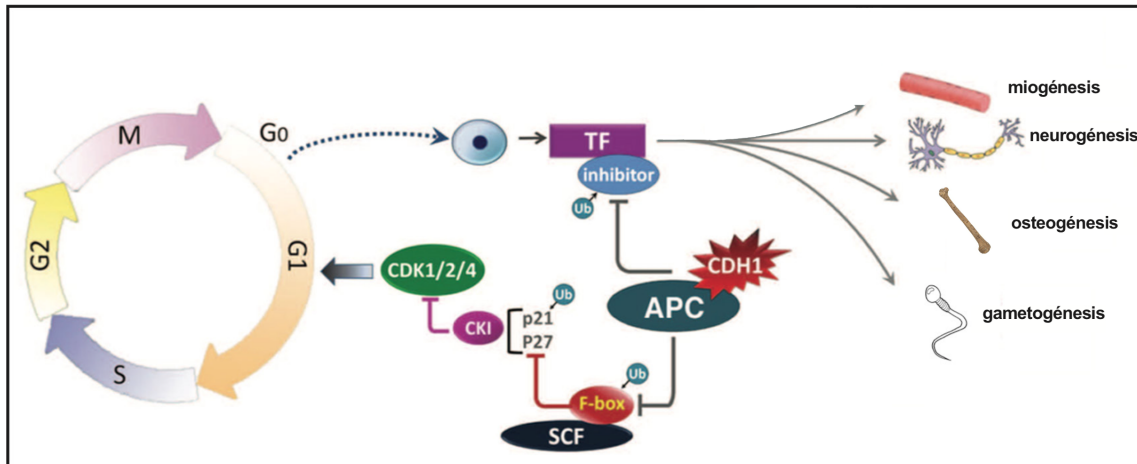 M
G0
G1
S
G2
TF
inhibitor
Ub
CDH1
APC
CDK1/2/4
CKI
Ub
p21
P27
Ub
F-box
SCF
miogénesis
neurogénesis
osteogénesis
gametogénesis